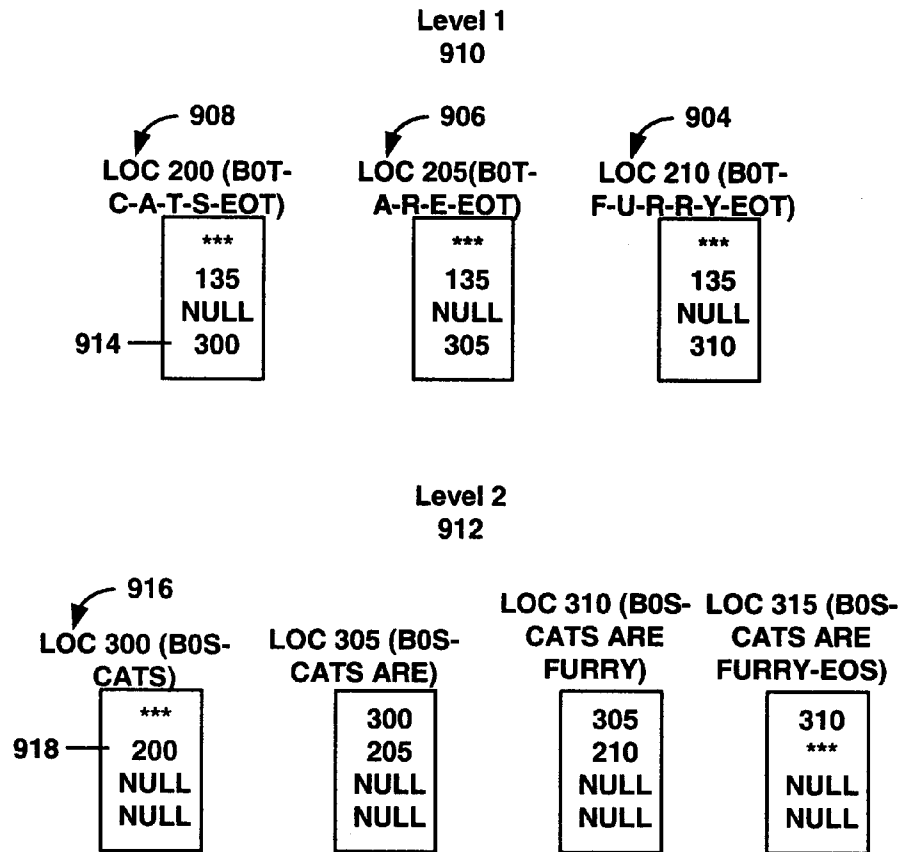 Level 1
910
908
906
904
LOC 200 (B0T-
C-A-T-S-EOT)
***
135
NULL
914
300
LOC 205(B0T-
A-R-E-EOT)
***
135
NULL
305
LOC 210 (B0T-
F-U-R-R-Y-EOT)
***
135
NULL
310
Level 2
912
916
LOC 300 (B0S-
CATS)
***
918
200
NULL
NULL
LOC 305 (B0S-
CATS ARE)
300
205
NULL
NULL
LOC 310 (B0S-
CATS ARE
FURRY)
305
210
NULL
NULL
LOC 315 (B0S-
CATS ARE
FURRY-EOS)
310
***
NULL
NULL